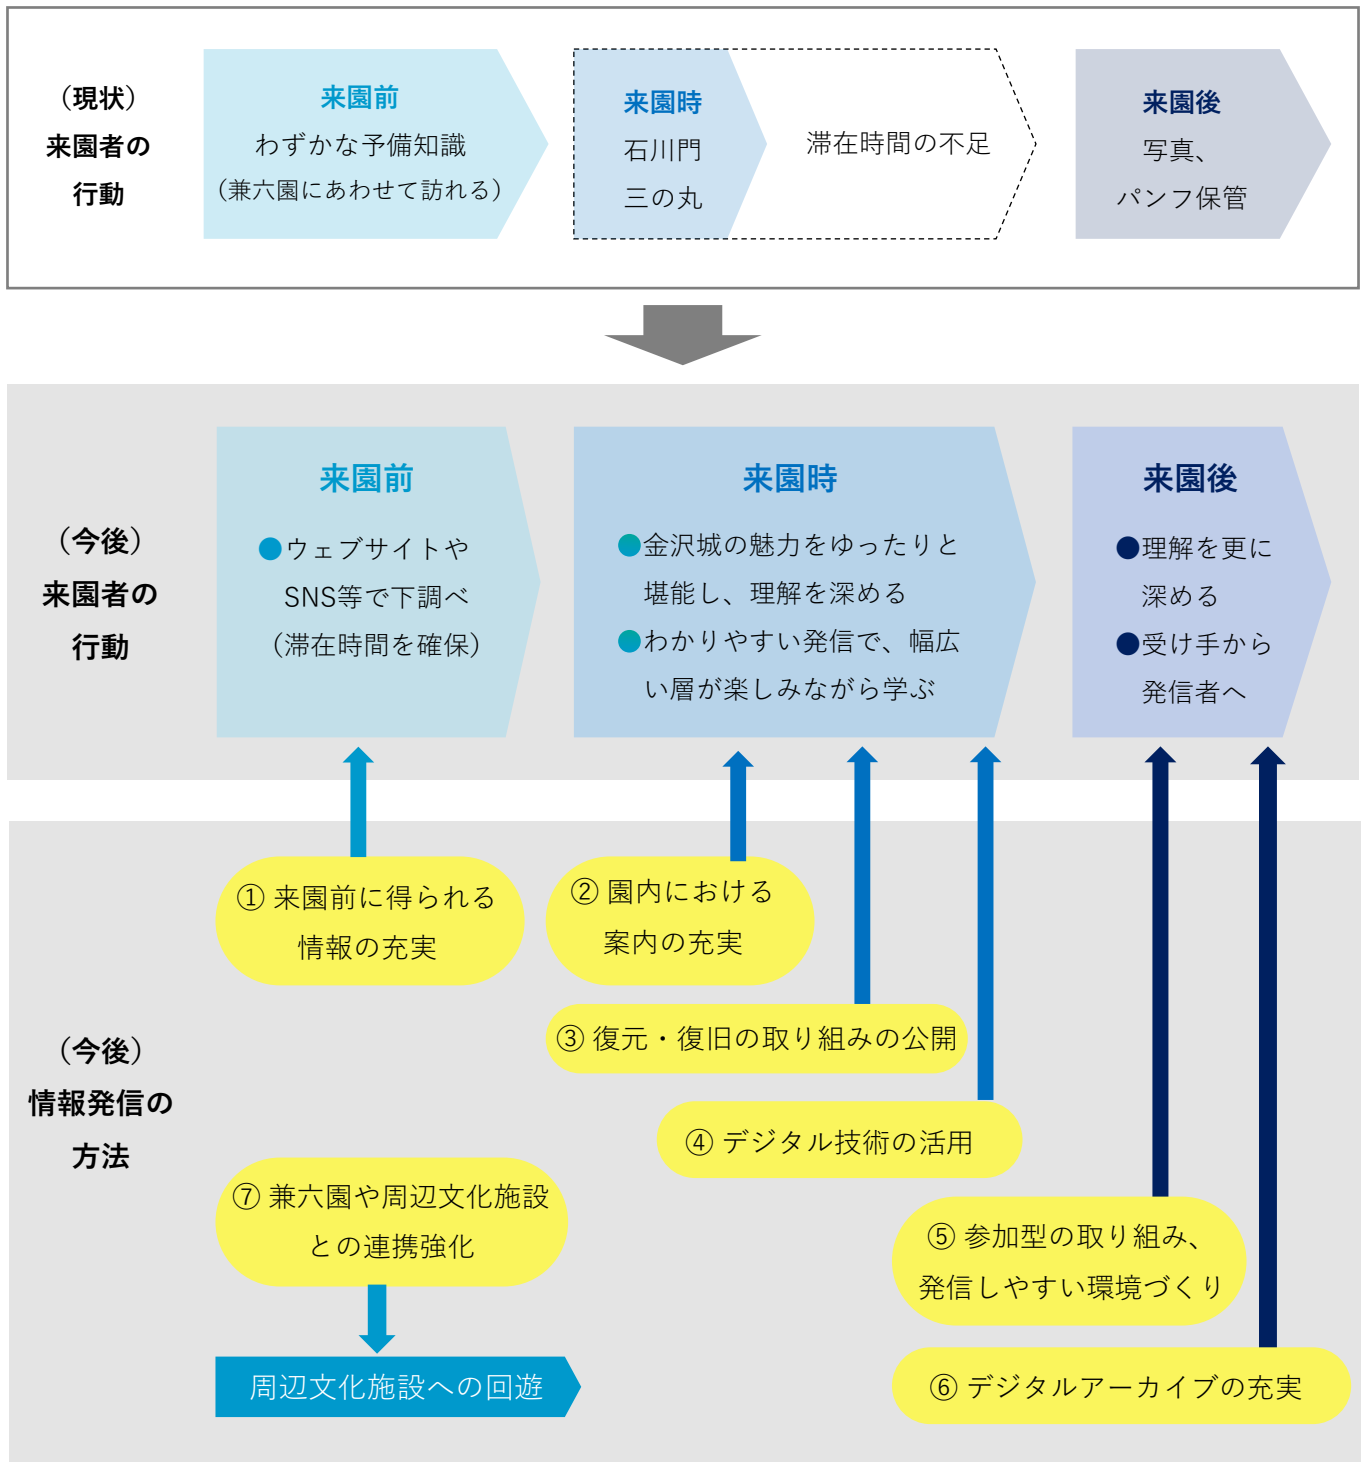 （現状）
来園者の
行動
来園前
わずかな予備知識
（兼六園にあわせて訪れる）
来園時
石川門
三の丸
滞在時間の不足
来園後
写真、
パンフ保管
（今後）
来園者の
行動
来園前
●ウェブサイトや
SNS等で下調べ
（滞在時間を確保）
来園時
●金沢城の魅力をゆったりと
堪能し、理解を深める
●わかりやすい発信で、幅広
い層が楽しみながら学ぶ
来園後
●理解を更に
深める
●受け手から
発信者へ
（今後）
情報発信の
方法
① 来園前に得られる
情報の充実
② 園内における
案内の充実
③ 復元・復旧の取り組みの公開
④ デジタル技術の活用
⑤ 参加型の取り組み、
発信しやすい環境づくり
⑥ デジタルアーカイブの充実
⑦ 兼六園や周辺文化施設
との連携強化
周辺文化施設への回遊